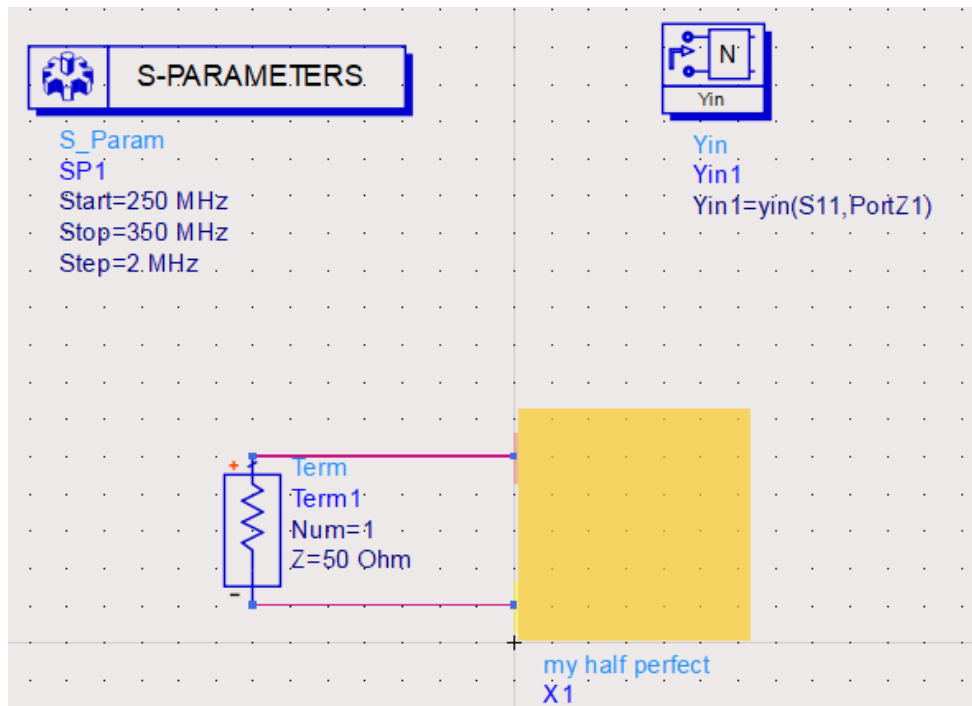 S-PARAMETERS
S_Param
SP1
Start=250 MHz
Stop=350 MHz
Step=2 MHz
N
Yin
Yin
Yin1
Yin1=yin(S11,PortZ1)
+
Term
Term1
Num=1
Z=50 Ohm
-
my half perfect
X1